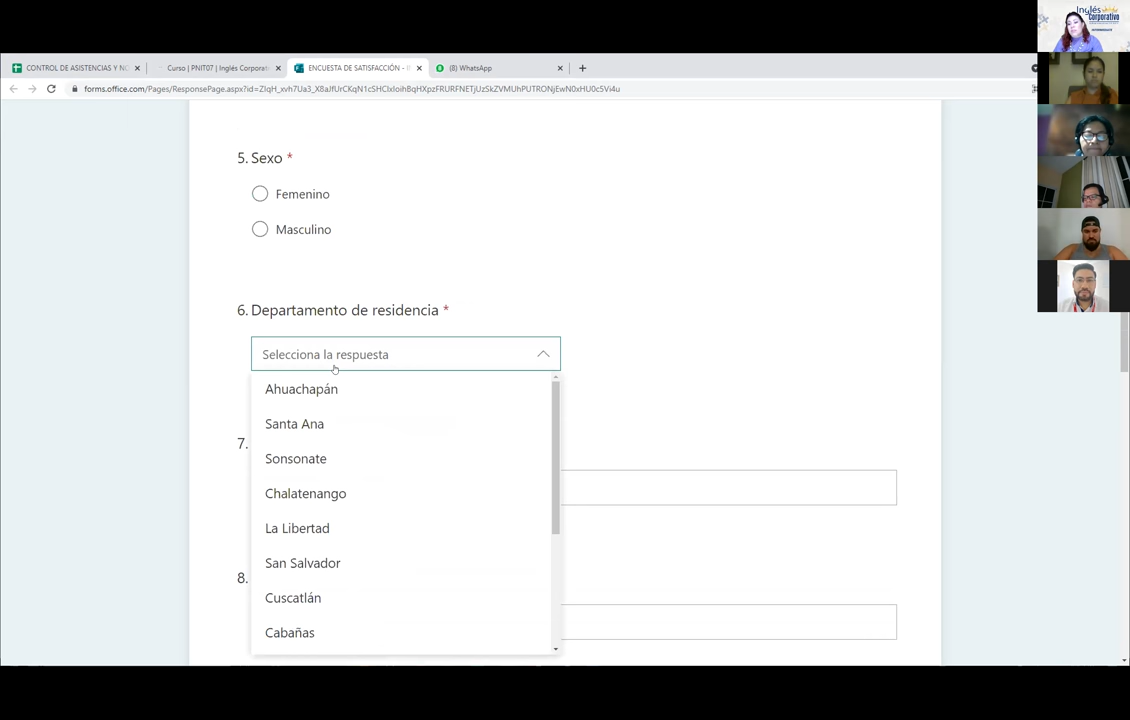 CONTROL DE ASISTENCIAS Y NO
Curso | PNIT07 | Inglés Corporati
ENCUESTA DE SATISFACCIÓN – I
(8) WhatsApp
forms.office.com/Pages/ResponsePage.aspx?id=
5. Sexo *
Femenino
Masculino
6. Departamento de residencia *
Selecciona la respuesta
Ahuachapán
Santa Ana
7.
Sonsonate
Chalatenango
La Libertad
San Salvador
8.
Cuscatlán
Cabañas
Inglés
Corporativo